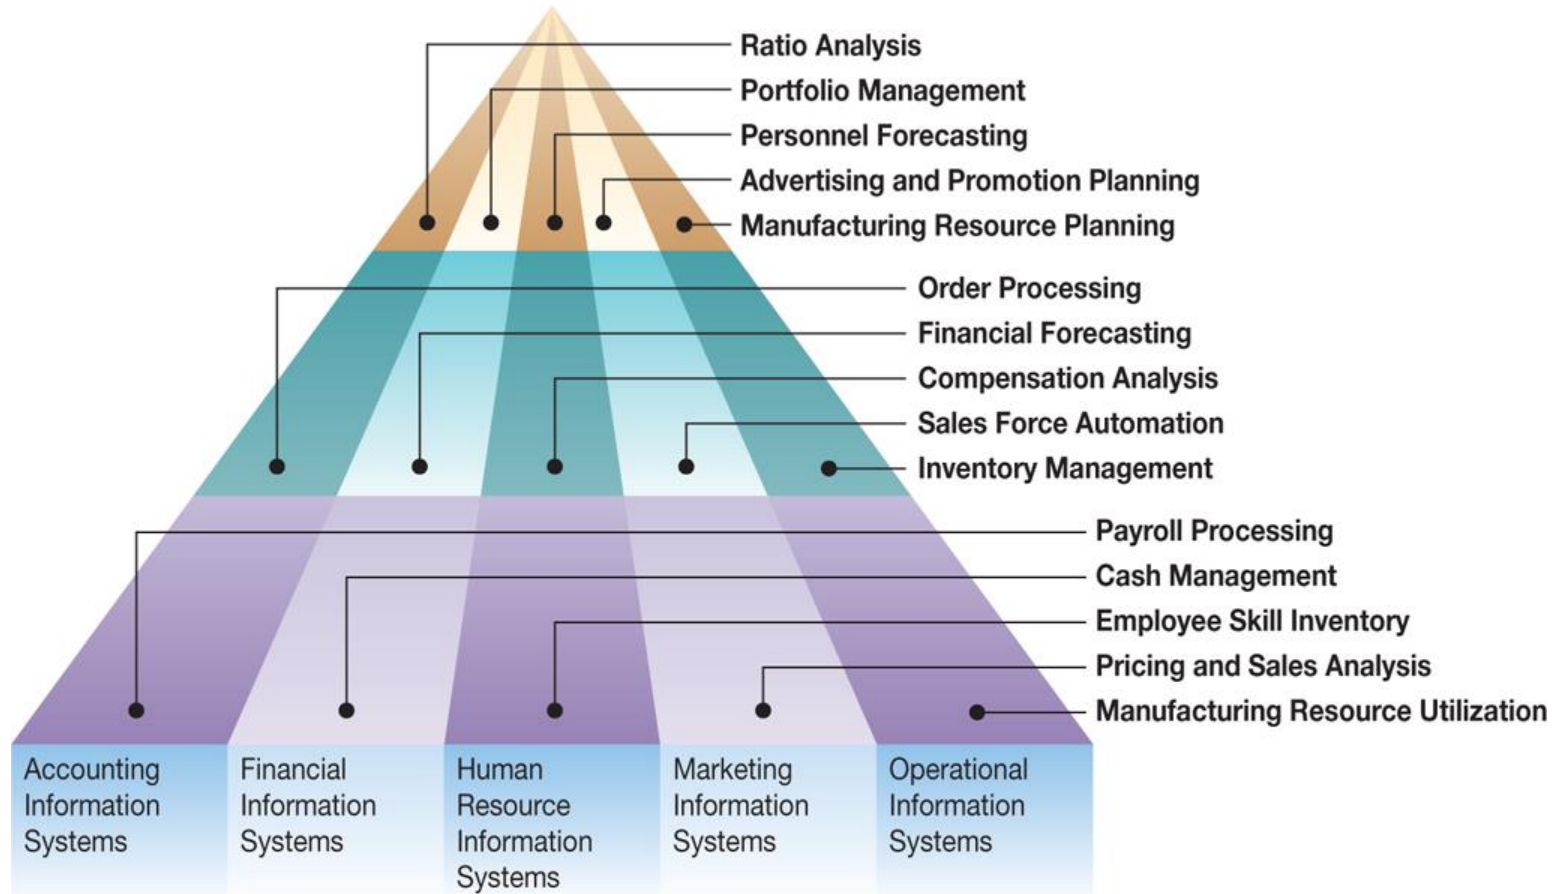 Ratio Analysis
Portfolio Management
Personnel Forecasting
Advertising and Promotion Planning
Manufacturing Resource Planning
Order Processing
Financial Forecasting
Compensation Analysis
Sales Force Automation
Inventory Management
Payroll Processing
Cash Management
Employee Skill Inventory
Pricing and Sales Analysis
Manufacturing Resource Utilization
Accounting
Information
Systems
Financial
Information
Systems
Human
Resource
Information
Systems
Marketing
Information
Systems
Operational
Information
Systems